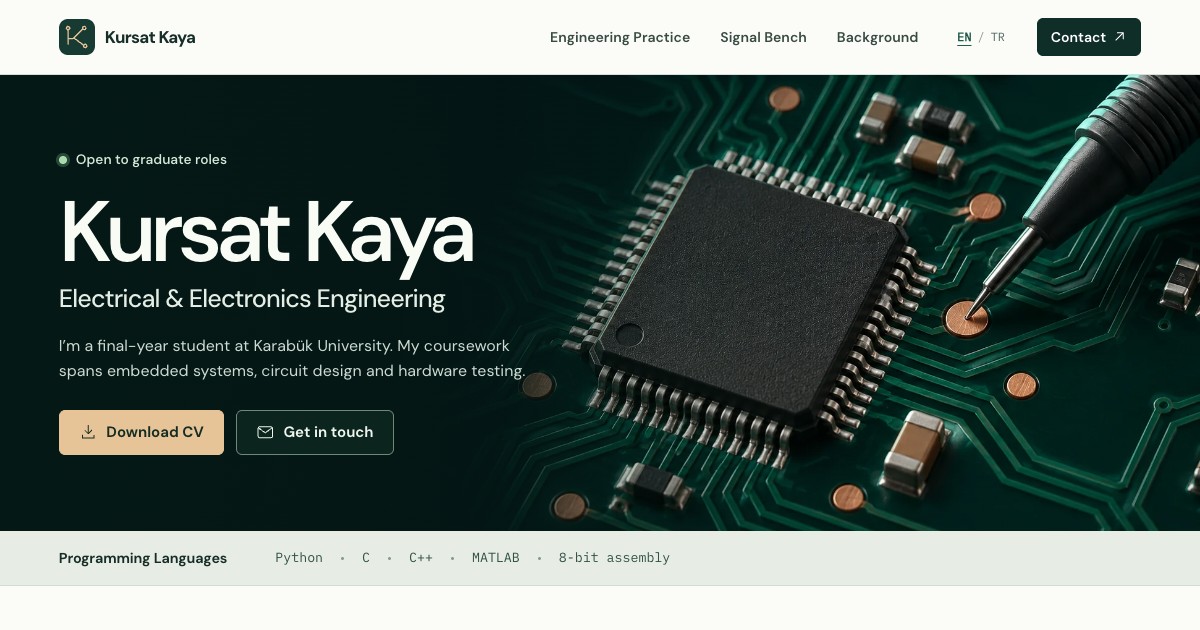 Kursat Kaya
Engineering Practice
Signal Bench
Background
EN / TR
Contact
Open to graduate roles
Kursat Kaya
Electrical & Electronics Engineering
I’m a final-year student at Karabük University. My coursework
spans embedded systems, circuit design and hardware testing.
Download CV
Get in touch
Programming Languages
Python • C • C++ • MATLAB • 8-bit assembly